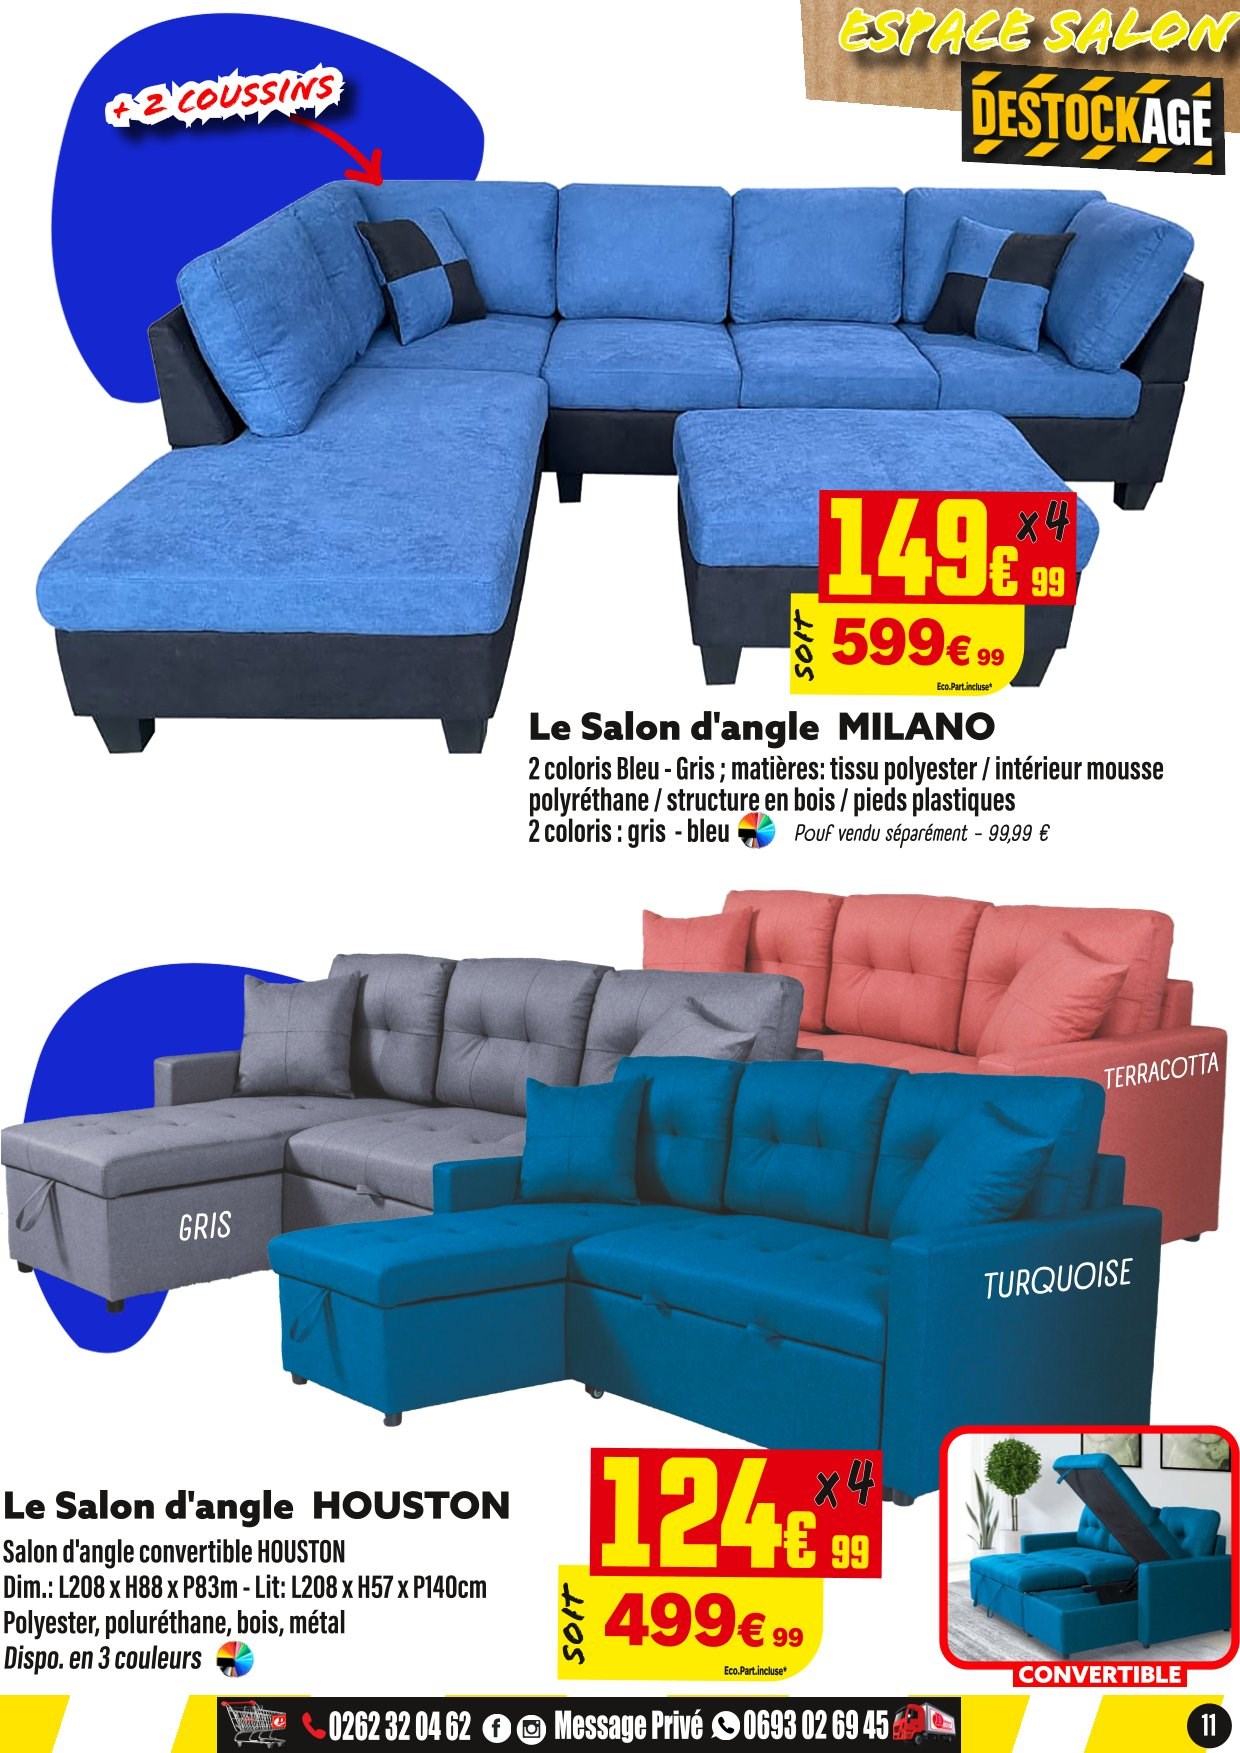 ESPACE SALON
DESTOCKAGE
+ 2 COUSSINS
149€99 x4
SOIT 599€99
Eco.Part.incluse*
Le Salon d'angle MILANO
2 coloris Bleu - Gris ; matières: tissu polyester / intérieur mousse
polyréthane / structure en bois / pieds plastiques
2 coloris : gris - bleu Pouf vendu séparément - 99,99 €
TERRACOTTA
GRIS
TURQUOISE
124€99 x4
SOIT 499€99
Eco.Part.incluse*
Le Salon d'angle HOUSTON
Salon d'angle convertible HOUSTON
Dim.: L208 x H88 x P83m - Lit: L208 x H57 x P140cm
Polyester, poluréthane, bois, métal
Dispo. en 3 couleurs
CONVERTIBLE
0262 32 04 62 Message Privé 0693 02 69 45
11